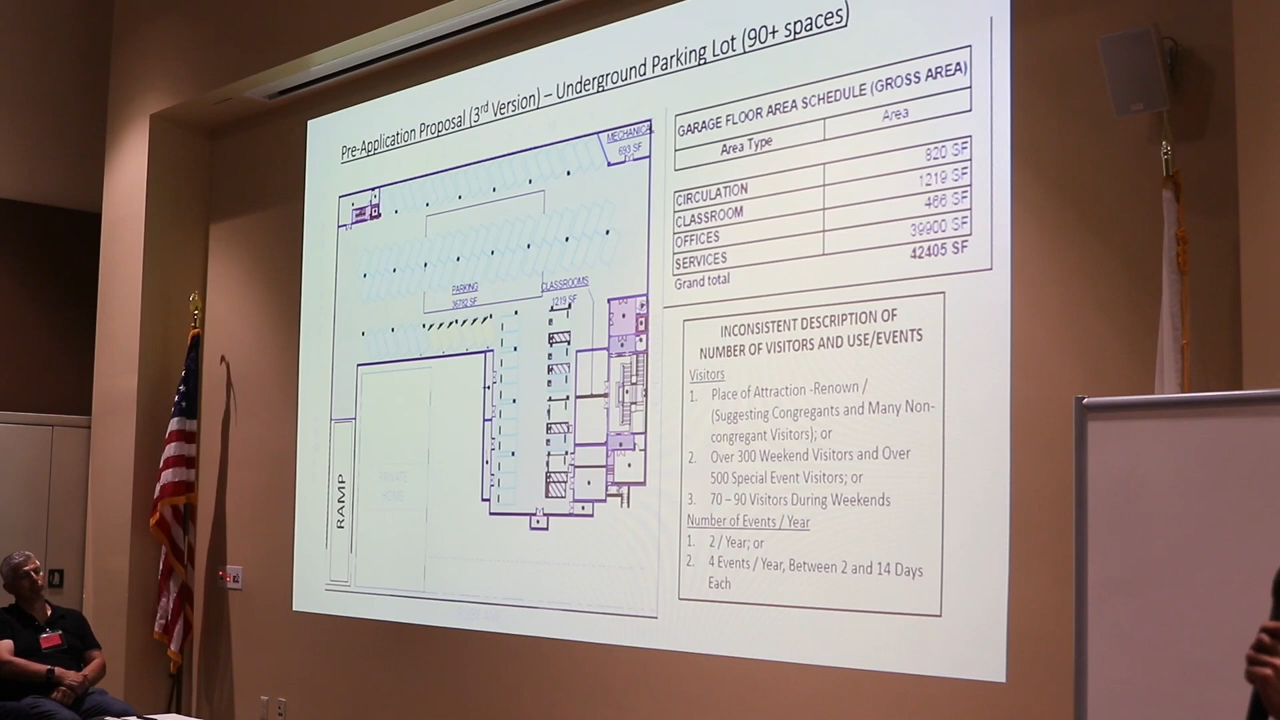 Pre-Application Proposal (3rd Version) – Underground Parking Lot (90+ spaces)
MECHANICAL
693 SF
PARKING
36782 SF
CLASSROOMS
1219 SF
PRIVATE
HOME
RAMP
GARAGE FLOOR AREA SCHEDULE (GROSS AREA)
Area Type Area
CIRCULATION 820 SF
CLASSROOM 1219 SF
OFFICES 466 SF
SERVICES 39900 SF
Grand total 42405 SF
INCONSISTENT DESCRIPTION OF
NUMBER OF VISITORS AND USE/EVENTS
Visitors
1. Place of Attraction -Renown /
(Suggesting Congregants and Many Non-
congregant Visitors); or
2. Over 300 Weekend Visitors and Over
500 Special Event Visitors; or
3. 70 – 90 Visitors During Weekends
Number of Events / Year
1. 2 / Year; or
2. 4 Events / Year, Between 2 and 14 Days
Each